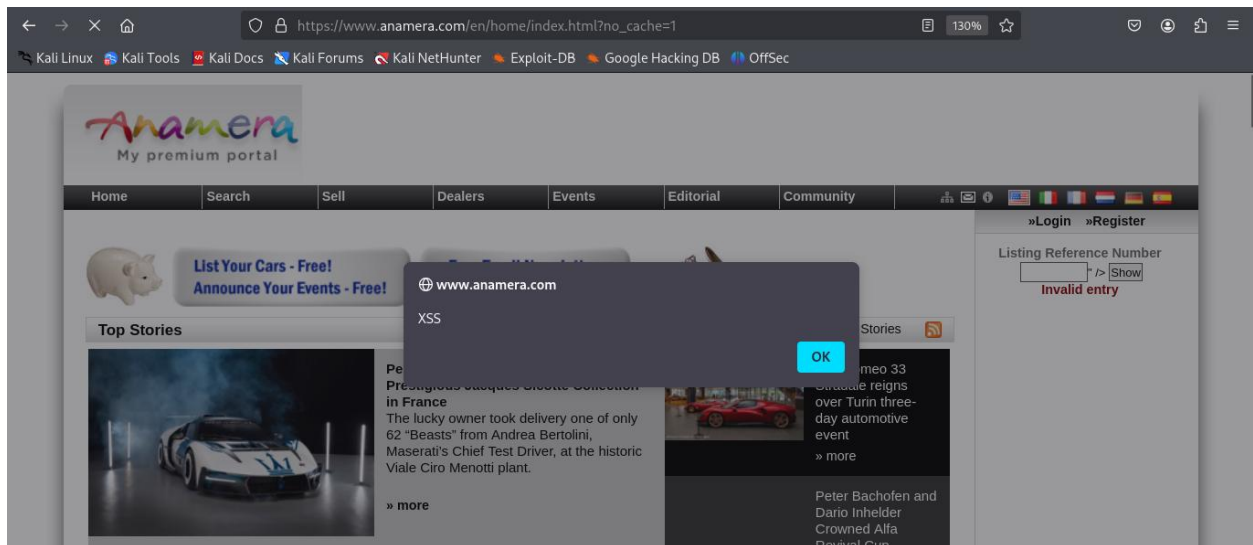 https://www.anamera.com/en/home/index.html?no_cache=1
130%
Kali Linux Kali Tools Kali Docs Kali Forums Kali NetHunter Exploit-DB Google Hacking DB OffSec
Anamera
My premium portal
Home Search Sell Dealers Events Editorial Community
»Login »Register
List Your Cars - Free!
Announce Your Events - Free!
Listing Reference Number
" /> Show
Invalid entry
www.anamera.com
XSS
OK
Top Stories
Stories
Prestigious Jacques Sicotte Collection
in France
The lucky owner took delivery one of only
62 “Beasts” from Andrea Bertolini,
Maserati's Chief Test Driver, at the historic
Viale Ciro Menotti plant.
» more
meo 33
Stradale reigns
over Turin three-
day automotive
event
» more
Peter Bachofen and
Dario Inhelder
Crowned Alfa
Revival Cup